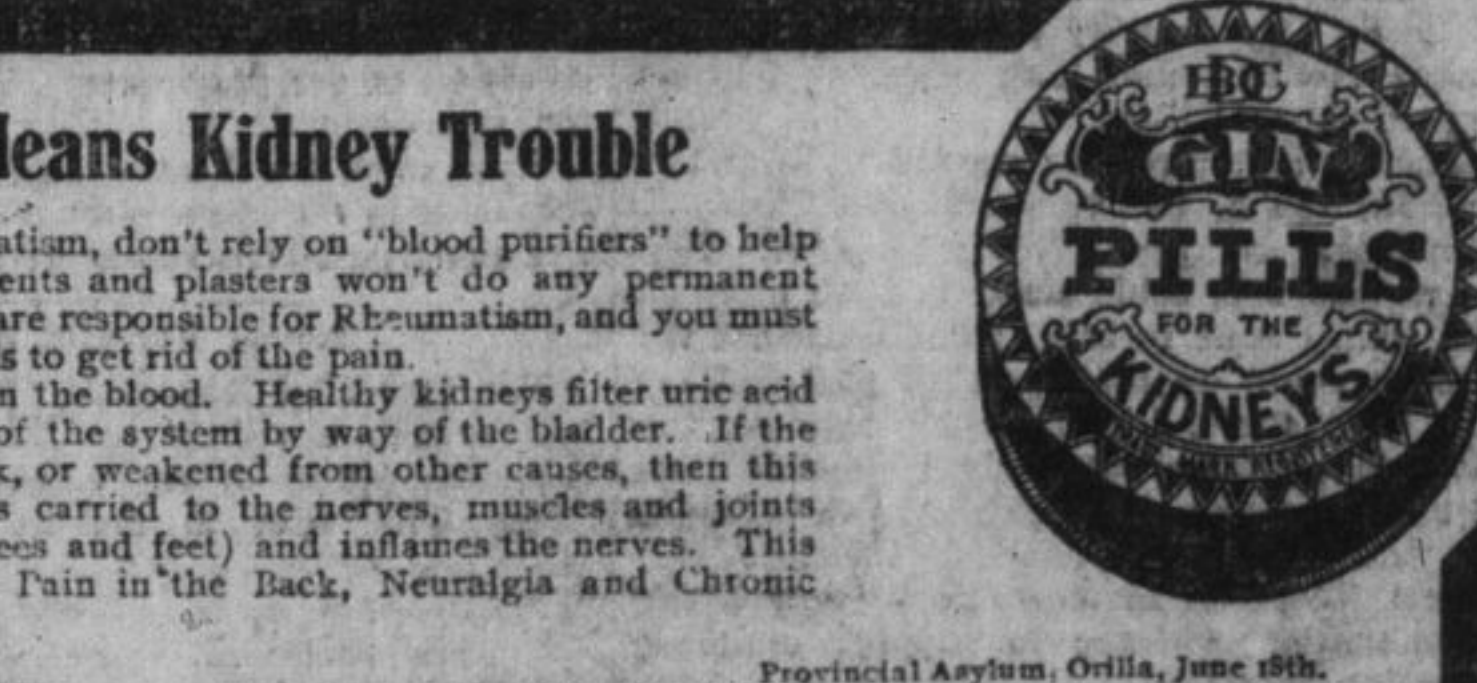 leans Kidney Trouble
atism, don't rely on "blood purifiers" to help
ents and plasters won't do any permanent
are responsible for Rheumatism, and you must
s to get rid of the pain.
n the blood. Healthy kidneys filter uric acid
of the system by way of the bladder. If the
k, or weakened from other causes, then this
s carried to the nerves, muscles and joints
ees and feet) and inflames the nerves. This
Pain in the Back, Neuralgia and Chronic
GIN
PILLS
FOR THE
KIDNEYS
TRADE MARK REGISTERED
Provincial Asylum, Orilla, June 18th.